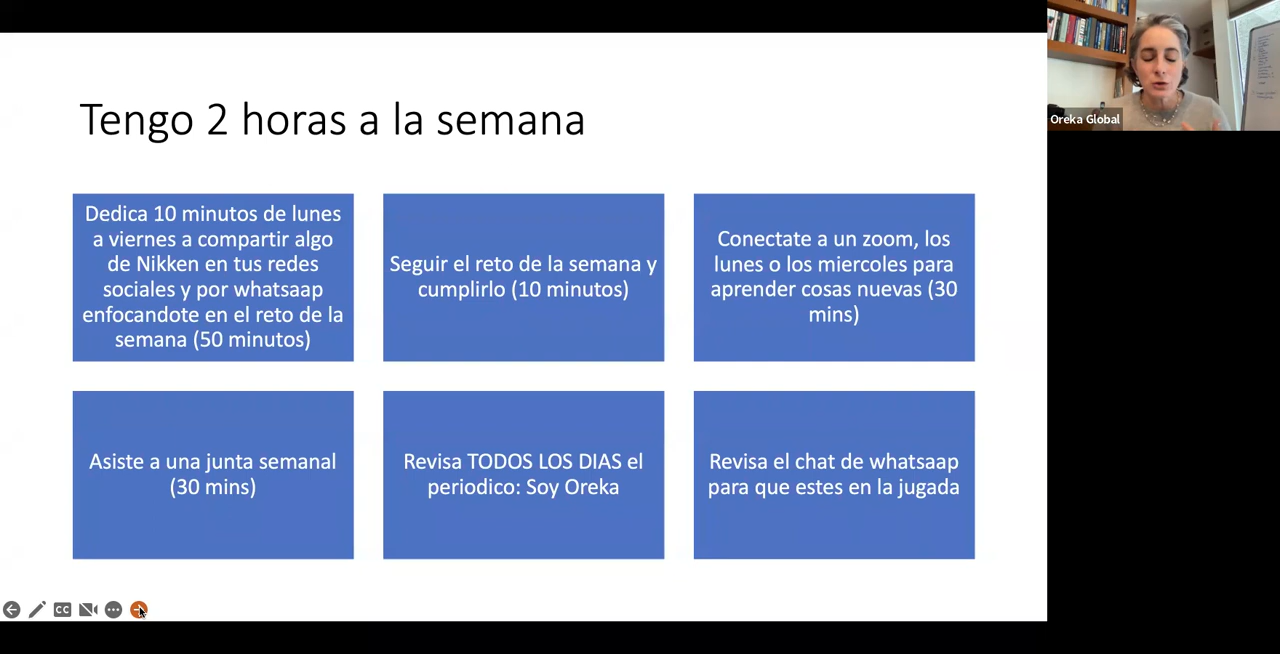 Tengo 2 horas a la semana
Dedica 10 minutos de lunes
a viernes a compartir algo
de Nikken en tus redes
sociales y por whatsaap
enfocandote en el reto de la
semana (50 minutos)
Seguir el reto de la semana y
cumplirlo (10 minutos)
Conectate a un zoom, los
lunes o los miercoles para
aprender cosas nuevas (30
mins)
Asiste a una junta semanal
(30 mins)
Revisa TODOS LOS DIAS el
periodico: Soy Oreka
Revisa el chat de whatsaap
para que estes en la jugada
Oreka Global
CC